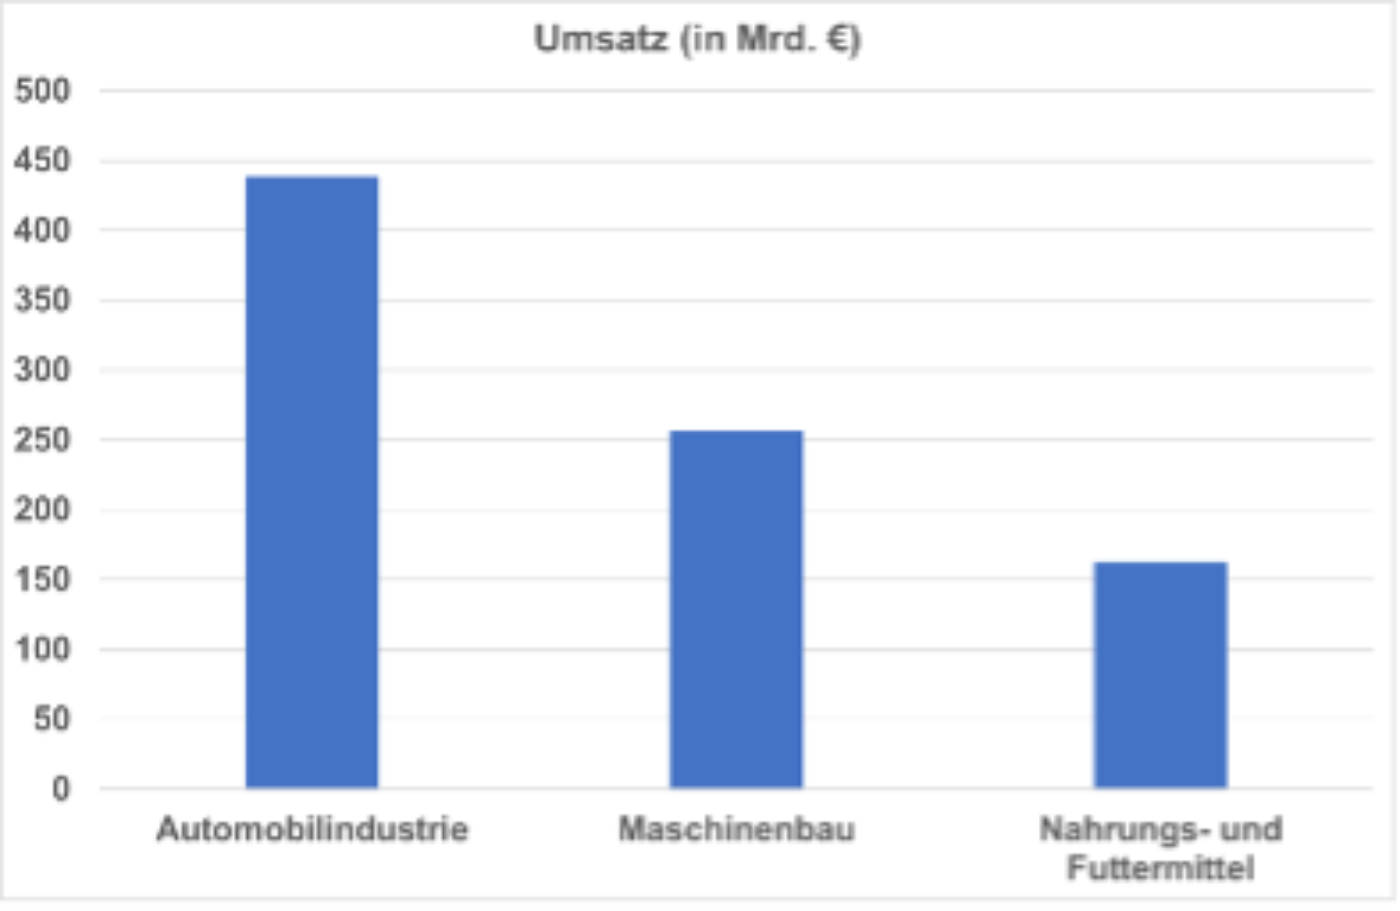 Umsatz (in Mrd. €)
500
450
400
350
300
250
200
150
100
50
0
Automobilindustrie
Maschinenbau
Nahrungs- und
Futtermittel